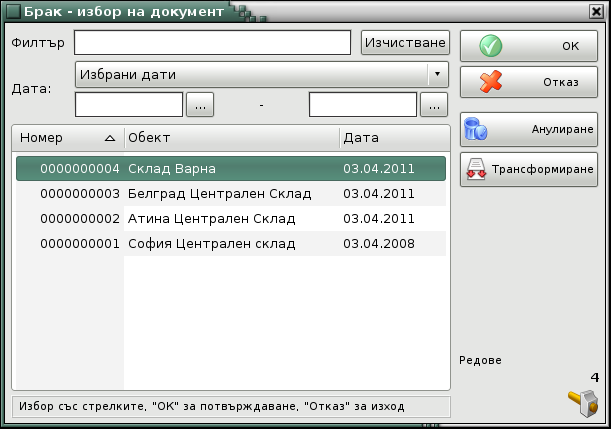 Брак - избор на документ
Филтър
Изчистване
Дата:
Избрани дати
... - ...
ОК
Отказ
Анулиране
Трансформиране
Номер Обект Дата
0000000004 Склад Варна 03.04.2011
0000000003 Белград Централен Склад 03.04.2011
0000000002 Атина Централен Склад 03.04.2011
0000000001 София Централен склад 03.04.2008
Редове
4
Избор със стрелките, "ОК" за потвърждаване, "Отказ" за изход